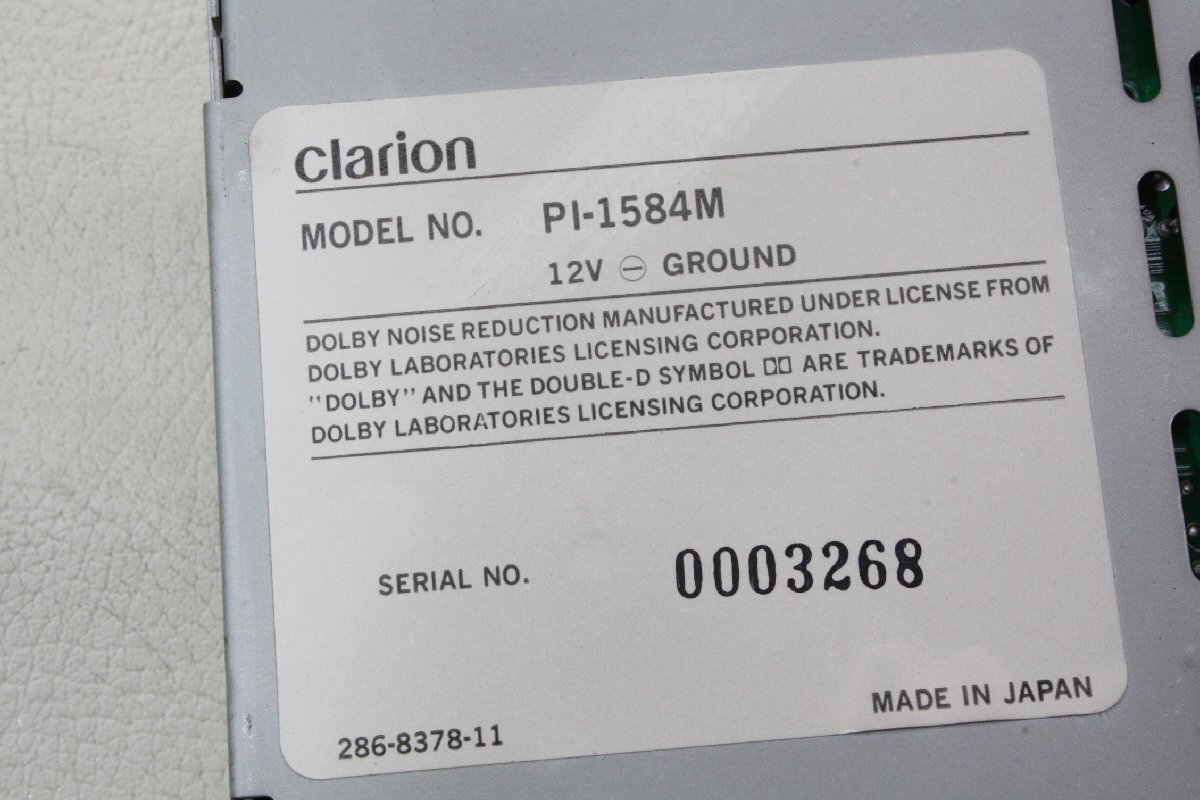 clarion
MODEL NO. PI-1584M
12V ⊖ GROUND
DOLBY NOISE REDUCTION MANUFACTURED UNDER LICENSE FROM
DOLBY LABORATORIES LICENSING CORPORATION.
"DOLBY" AND THE DOUBLE-D SYMBOL ▯▯ ARE TRADEMARKS OF
DOLBY LABORATORIES LICENSING CORPORATION.
SERIAL NO. 0003268
MADE IN JAPAN
286-8378-11